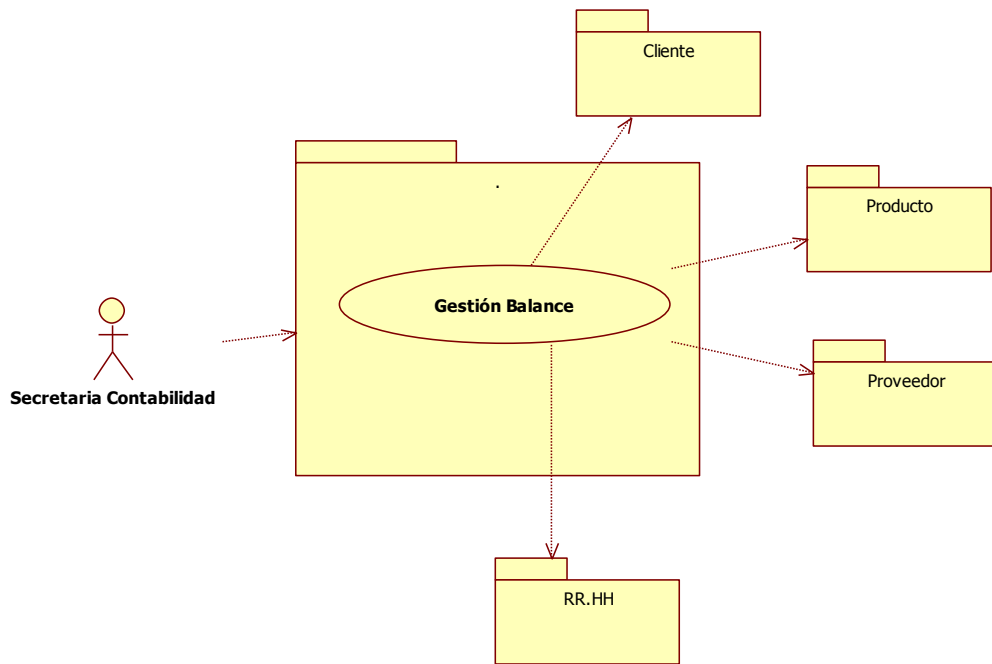 Cliente
.
Producto
Gestión Balance
Proveedor
Secretaria Contabilidad
RR.HH